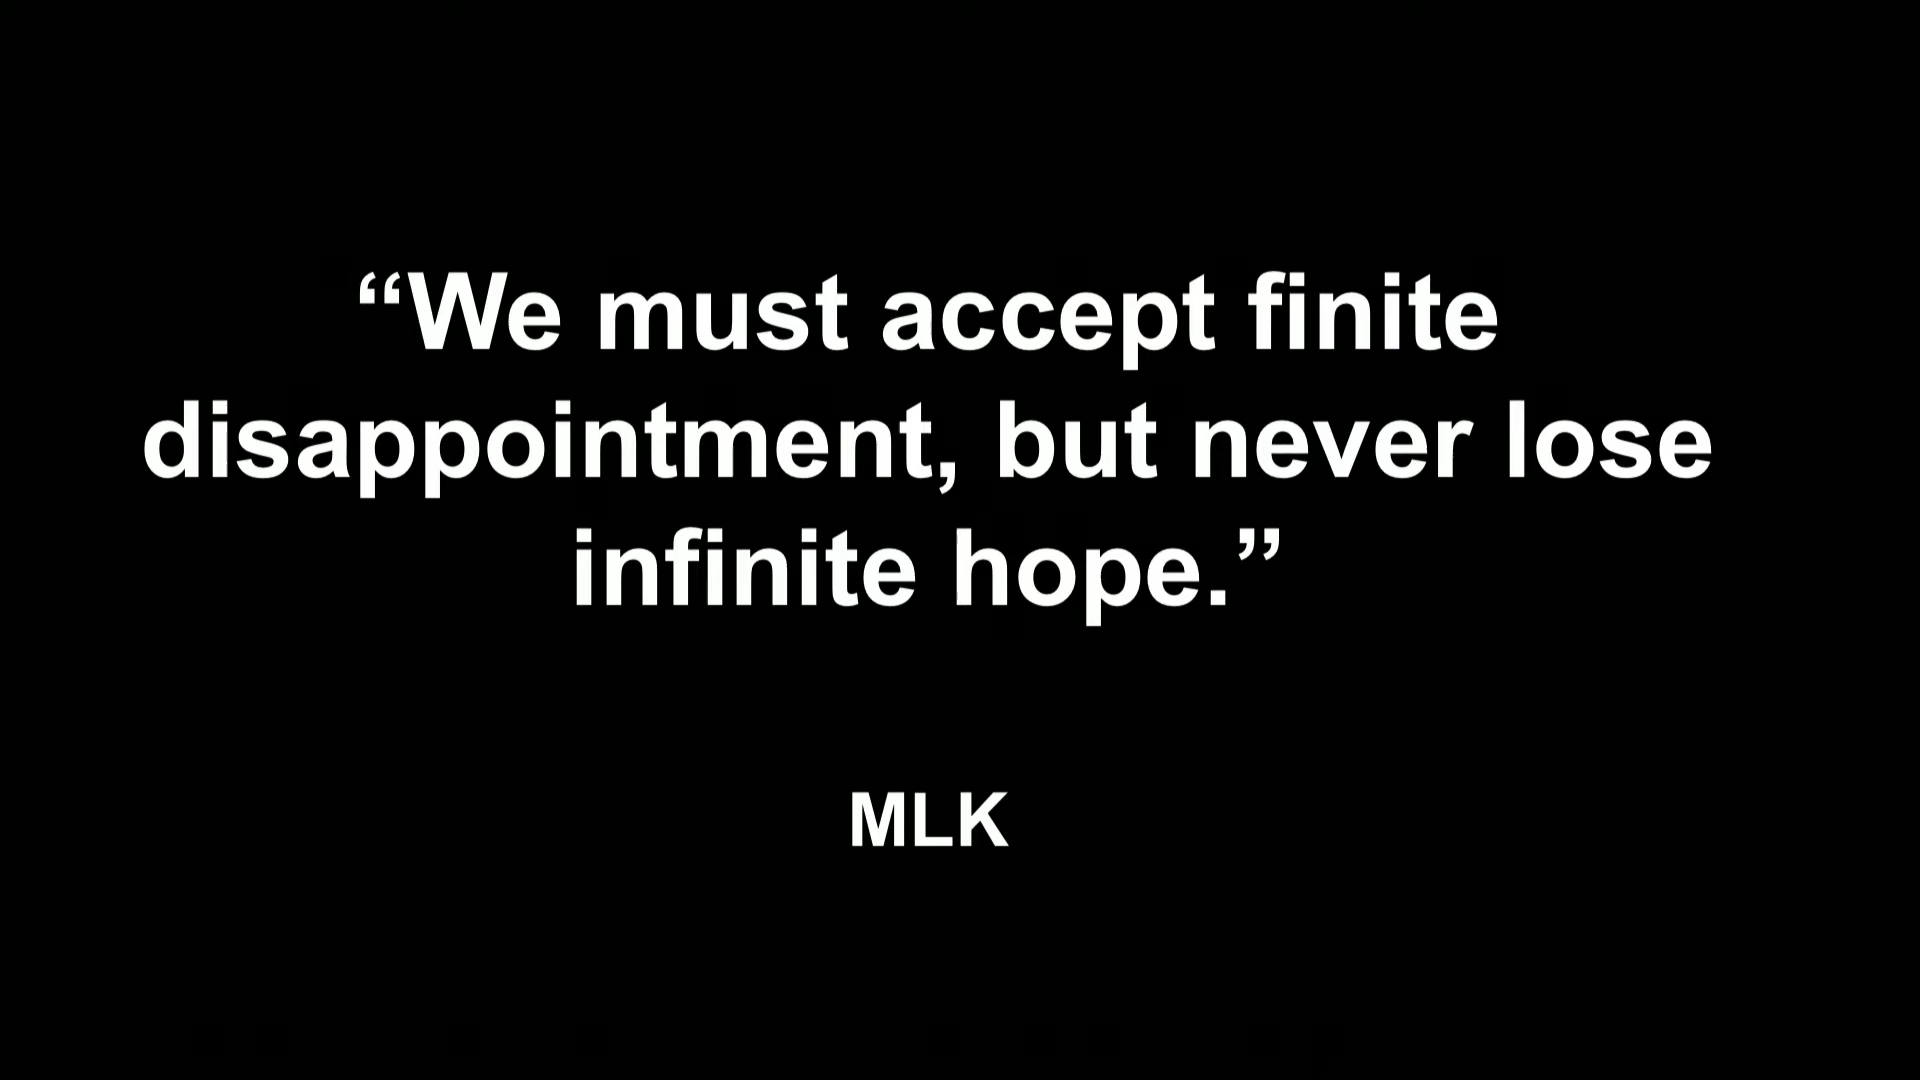 “We must accept finite
disappointment, but never lose
infinite hope.”
MLK